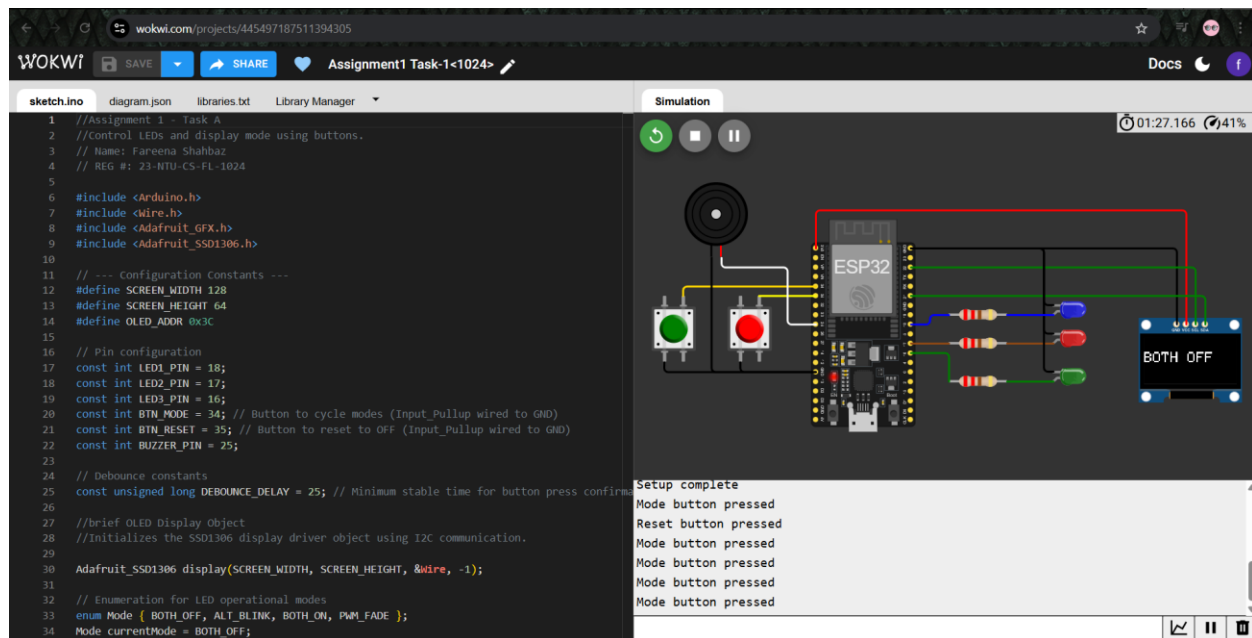 wokwi.com/projects/445497187511394305
WOKWi
SAVE
SHARE
Assignment1 Task-1<1024>
Docs
f
sketch.ino
diagram.json
libraries.txt
Library Manager
1 //Assignment 1 - Task A
2 //Control LEDs and display mode using buttons.
3 // Name: Fareena Shahbaz
4 // REG #: 23-NTU-CS-FL-1024
5
6 #include <Arduino.h>
7 #include <Wire.h>
8 #include <Adafruit_GFX.h>
9 #include <Adafruit_SSD1306.h>
10
11 // --- Configuration Constants ---
12 #define SCREEN_WIDTH 128
13 #define SCREEN_HEIGHT 64
14 #define OLED_ADDR 0x3C
15
16 // Pin configuration
17 const int LED1_PIN = 18;
18 const int LED2_PIN = 17;
19 const int LED3_PIN = 16;
20 const int BTN_MODE = 34; // Button to cycle modes (Input_Pullup wired to GND)
21 const int BTN_RESET = 35; // Button to reset to OFF (Input_Pullup wired to GND)
22 const int BUZZER_PIN = 25;
23
24 // Debounce constants
25 const unsigned long DEBOUNCE_DELAY = 25; // Minimum stable time for button press confirma
26
27 //brief OLED Display Object
28 //Initializes the SSD1306 display driver object using I2C communication.
29
30 Adafruit_SSD1306 display(SCREEN_WIDTH, SCREEN_HEIGHT, &Wire, -1);
31
32 // Enumeration for LED operational modes
33 enum Mode { BOTH_OFF, ALT_BLINK, BOTH_ON, PWM_FADE };
34 Mode currentMode = BOTH_OFF;
Simulation
01:27.166
41%
ESP32
GND VCC SCL SDA
BOTH OFF
Setup complete
Mode button pressed
Reset button pressed
Mode button pressed
Mode button pressed
Mode button pressed
Mode button pressed